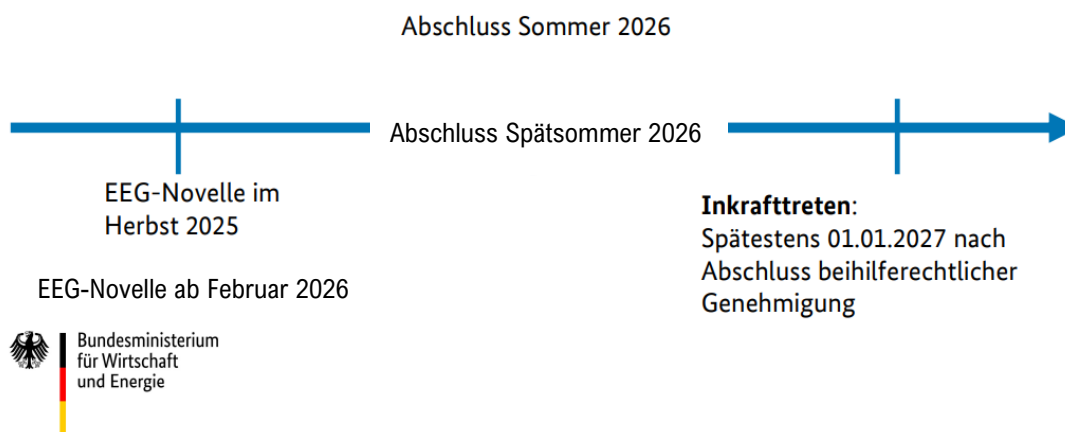 Abschluss Sommer 2026
Abschluss Spätsommer 2026
EEG-Novelle im
Herbst 2025
Inkrafttreten:
Spätestens 01.01.2027 nach
Abschluss beihilferechtlicher
Genehmigung
EEG-Novelle ab Februar 2026
Bundesministerium
für Wirtschaft
und Energie